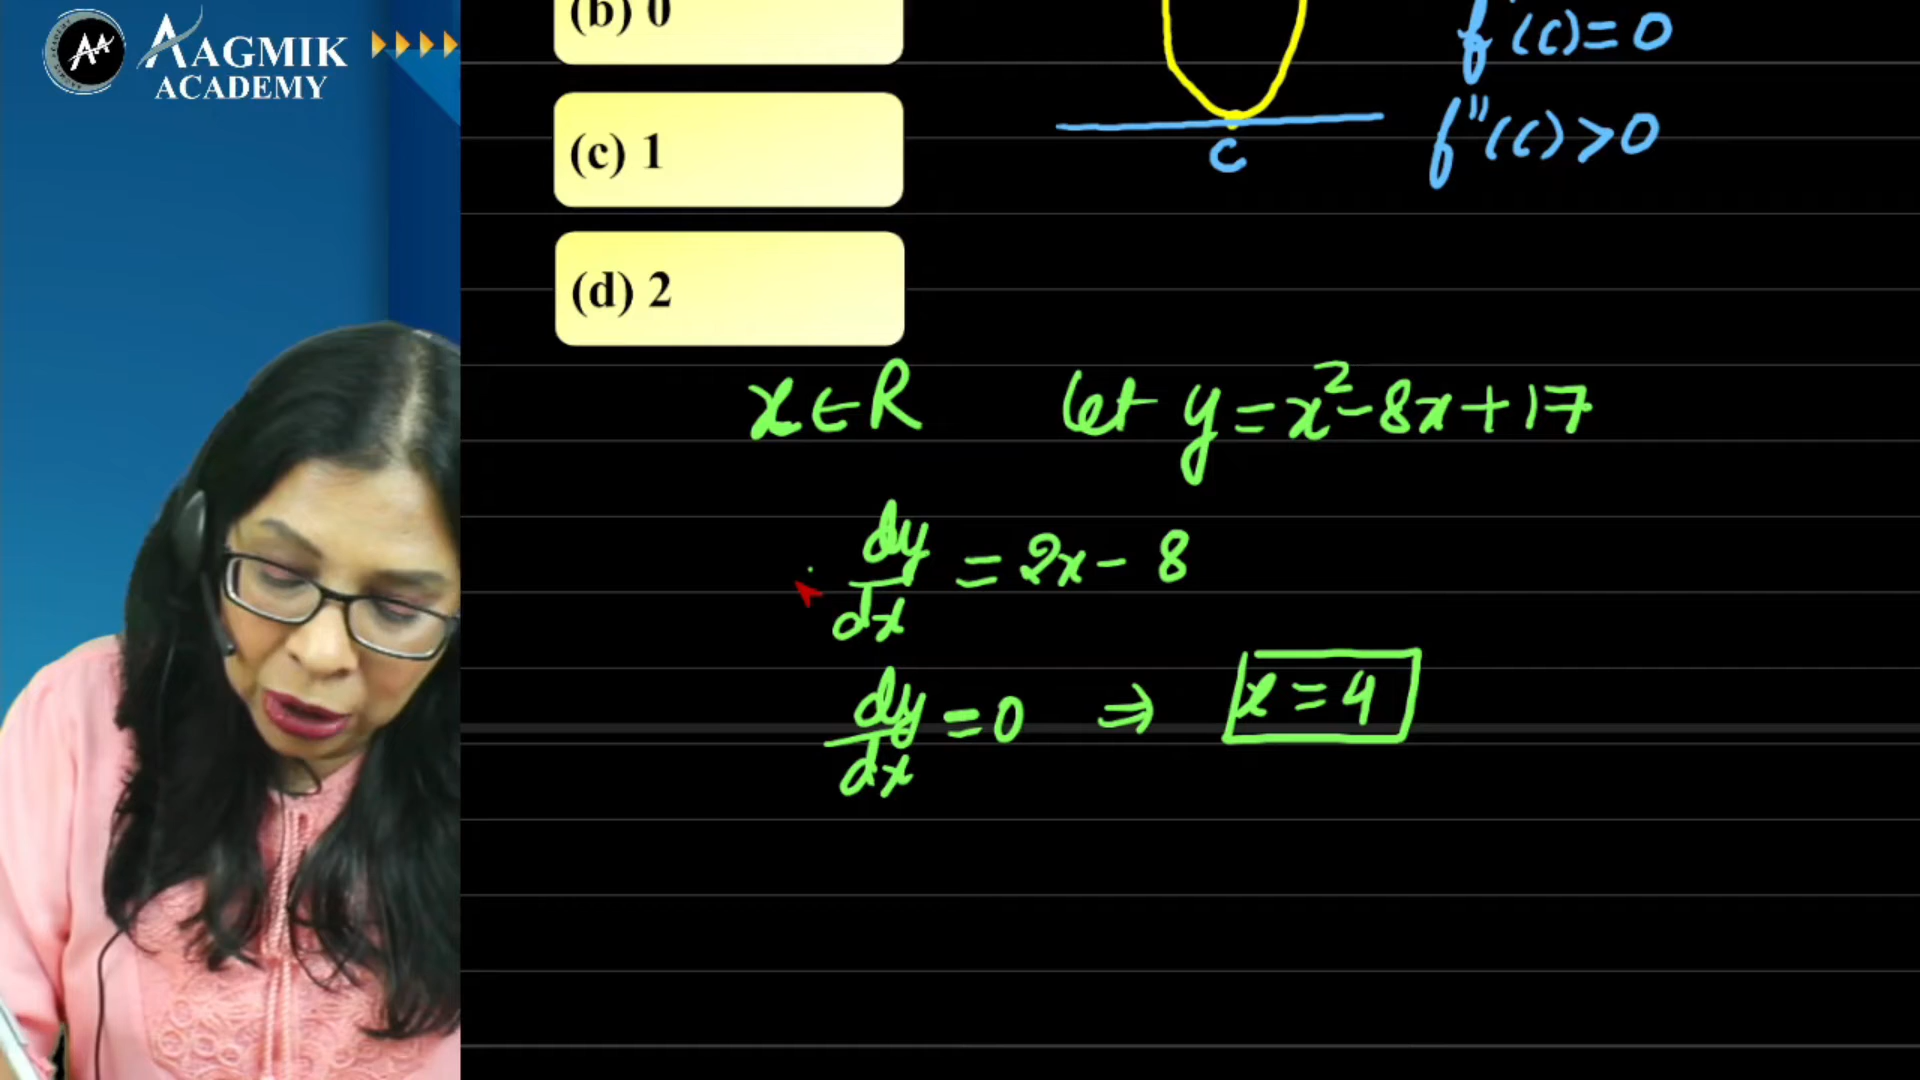 AAGMIK
ACADEMY
(b) 0
f'(c)=0
(c) 1
f''(c)>0
c
(d) 2
x∈R let y=x²-8x+17
dy/dx = 2x-8
dy/dx=0 ⇒ x=4